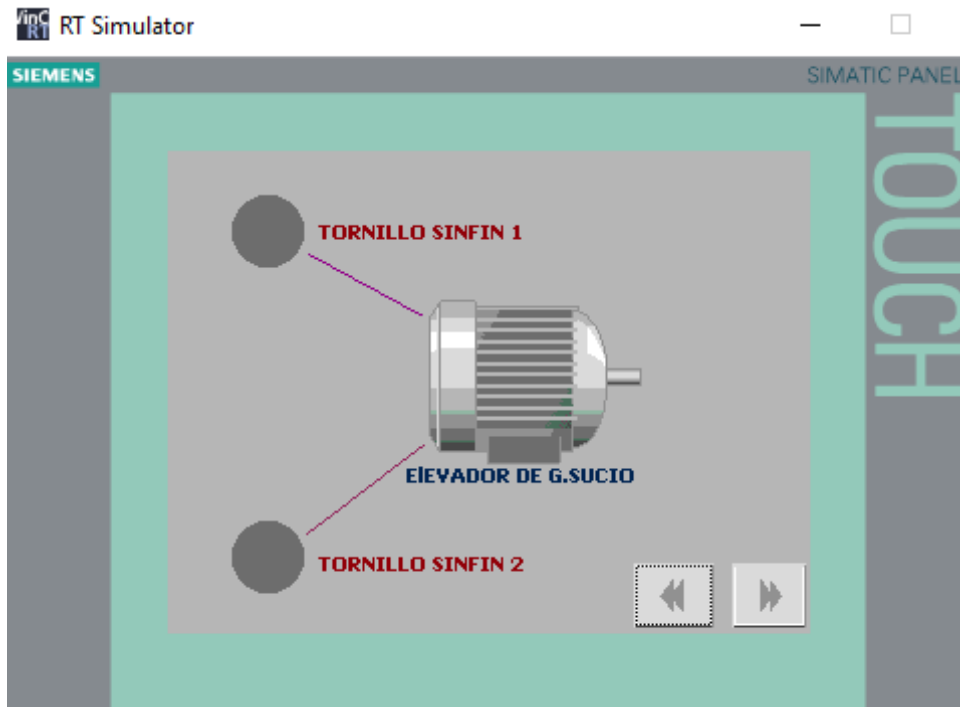 RT Simulator
SIEMENS
SIMATIC PANEL
TOUCH
TORNILLO SINFIN 1
ElEVADOR DE G.SUCIO
TORNILLO SINFIN 2